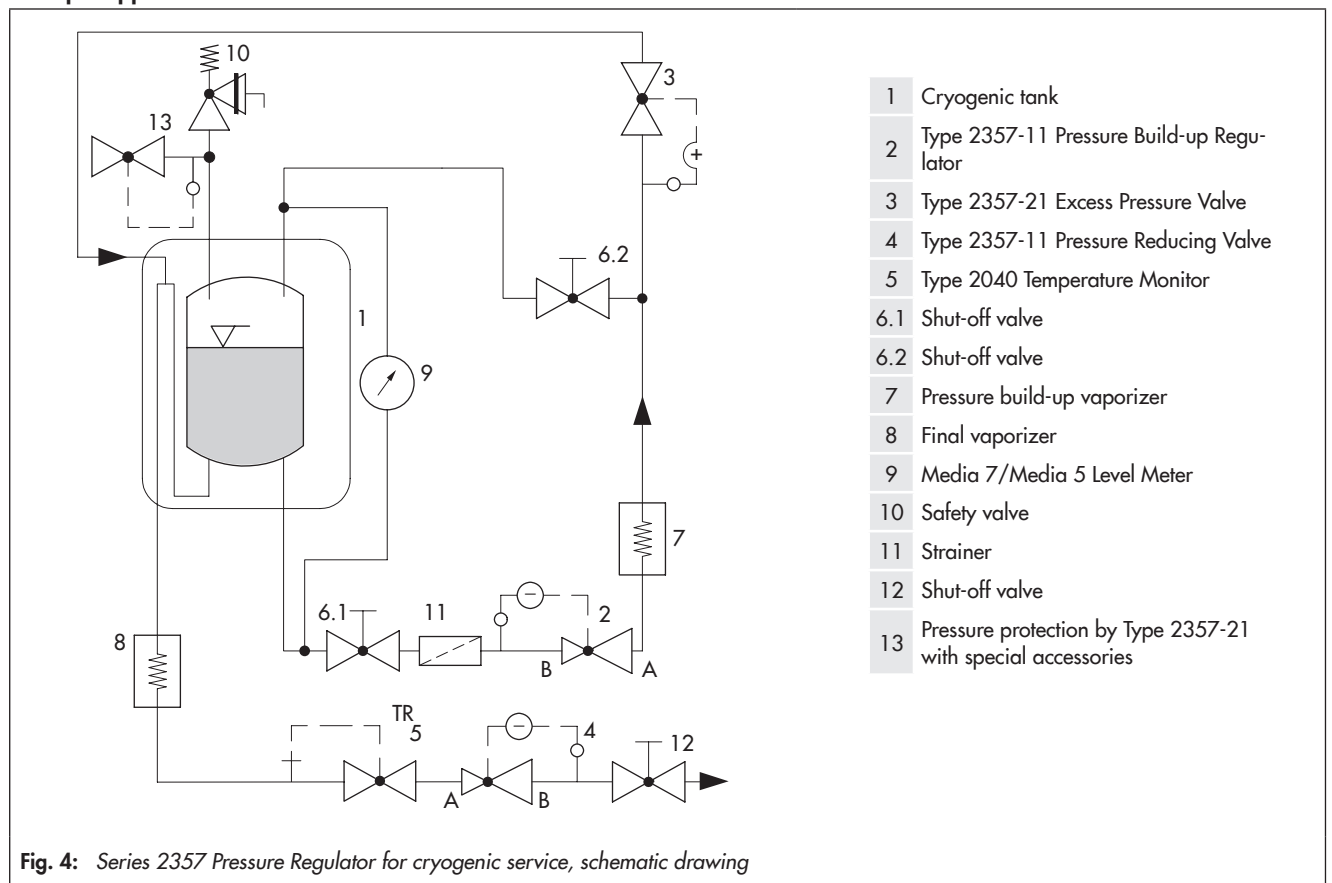 10
3
13
+
6.2
1
9
7
6.1
11
2
B
A
8
TR
5
4
12
A
B
1 Cryogenic tank
2 Type 2357-11 Pressure Build-up Regu-
lator
3 Type 2357-21 Excess Pressure Valve
4 Type 2357-11 Pressure Reducing Valve
5 Type 2040 Temperature Monitor
6.1 Shut-off valve
6.2 Shut-off valve
7 Pressure build-up vaporizer
8 Final vaporizer
9 Media 7/Media 5 Level Meter
10 Safety valve
11 Strainer
12 Shut-off valve
13 Pressure protection by Type 2357-21
with special accessories
Fig. 4: Series 2357 Pressure Regulator for cryogenic service, schematic drawing